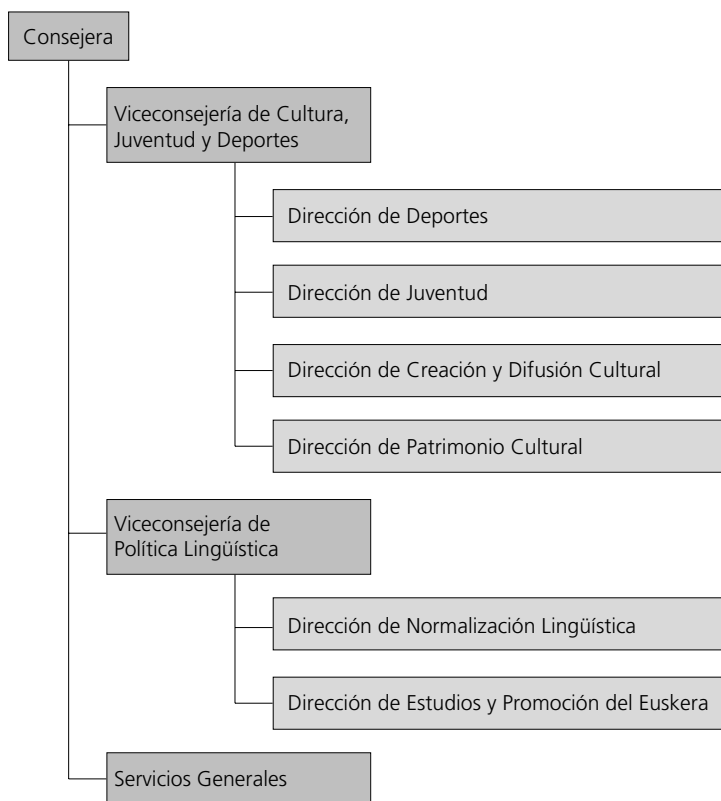 Consejera
Viceconsejería de Cultura,
Juventud y Deportes
Dirección de Deportes
Dirección de Juventud
Dirección de Creación y Difusión Cultural
Dirección de Patrimonio Cultural
Viceconsejería de
Política Lingüística
Dirección de Normalización Lingüística
Dirección de Estudios y Promoción del Euskera
Servicios Generales